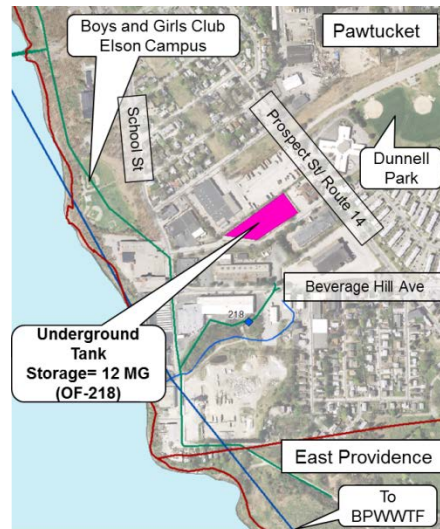 Boys and Girls Club
Elson Campus
Pawtucket
School St
Prospect St/ Route 14
Dunnell
Park
Beverage Hill Ave
218
Underground
Tank
Storage= 12 MG
(OF-218)
East Providence
To
BPWWTF